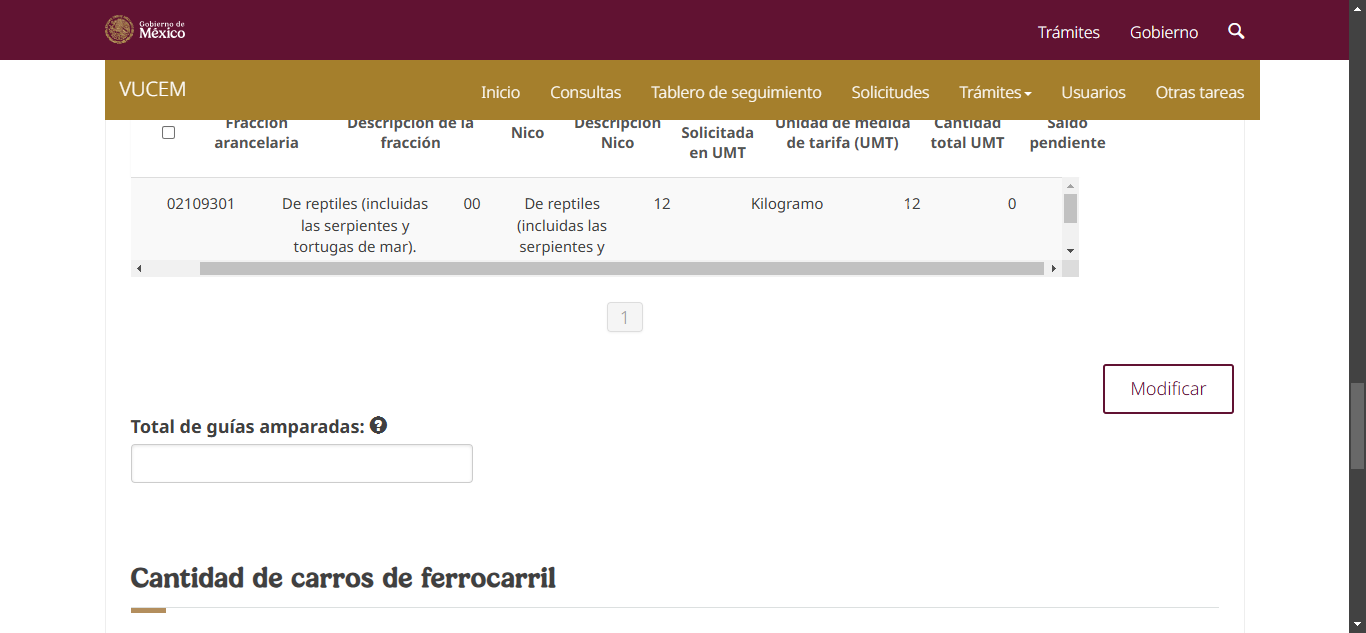 Gobierno de
México
Trámites Gobierno
VUCEM Inicio Consultas Tablero de seguimiento Solicitudes Trámites Usuarios Otras tareas
Fracción arancelaria
Descripción de la fracción
Nico
Descripción Nico
Solicitada en UMT
Unidad de medida de tarifa (UMT)
Cantidad total UMT
Saldo pendiente
02109301 De reptiles (incluidas 00 De reptiles 12 Kilogramo 12 0
las serpientes y (incluidas las
tortugas de mar). serpientes y
1
Modificar
Total de guías amparadas: ?
Cantidad de carros de ferrocarril